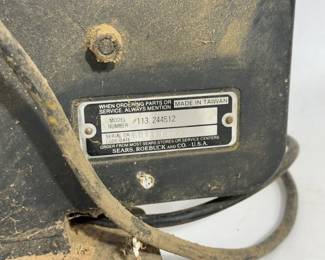 WHEN ORDERING PARTS OR
SERVICE, ALWAYS MENTION
MADE IN TAIWAN
MODEL
NUMBER
113.244512
SERIAL OR
ORDER FROM MOST SEARS STORES OR SERVICE CENTERS
SEARS, ROEBUCK AND CO.-U.S.A.